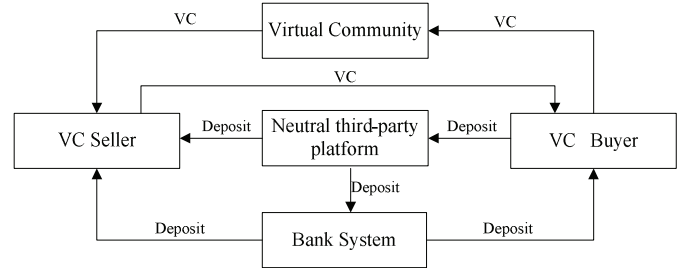 VC
Virtual Community
VC
VC
VC Seller
Deposit
Neutral third-party
platform
Deposit
VC Buyer
Deposit
Deposit
Bank System
Deposit